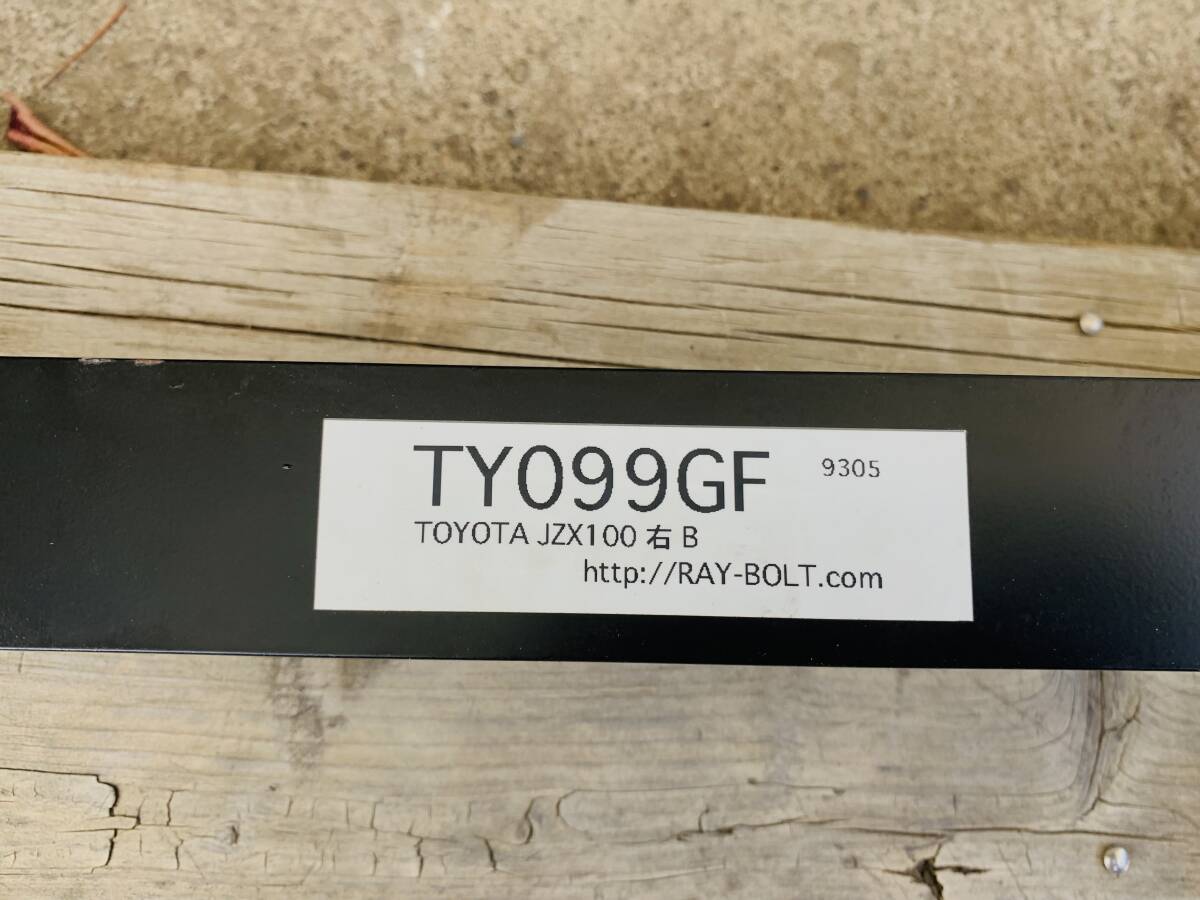 TY099GF 9305
TOYOTA JZX100 右 B
http://RAY-BOLT.com